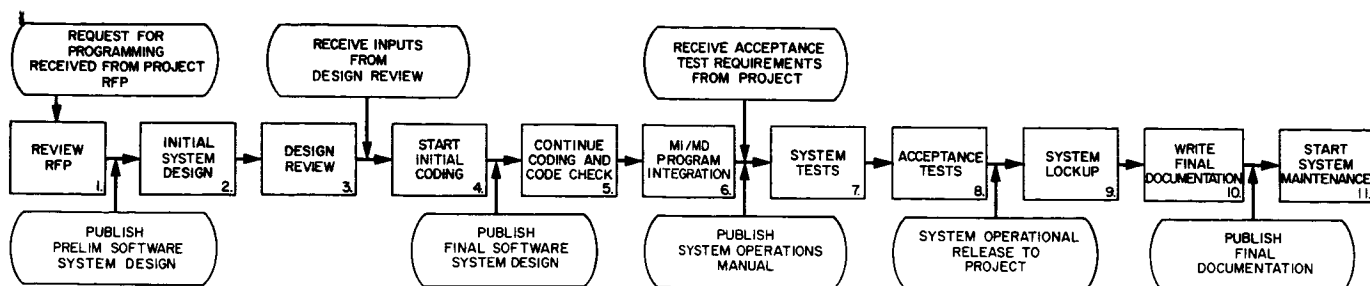 REQUEST FOR
PROGRAMMING
RECEIVED FROM PROJECT
RFP
RECEIVE INPUTS
FROM
DESIGN REVIEW
RECEIVE ACCEPTANCE
TEST REQUIREMENTS
FROM PROJECT
REVIEW
RFP
1.
INITIAL
SYSTEM
DESIGN
2.
DESIGN
REVIEW
3.
START
INITIAL
CODING
4.
CONTINUE
CODING AND
CODE CHECK
5.
MI/MD
PROGRAM
INTEGRATION
6.
SYSTEM
TESTS
7.
ACCEPTANCE
TESTS
8.
SYSTEM
LOCKUP
9.
WRITE
FINAL
DOCUMENTATION
10.
START
SYSTEM
MAINTENANCE
11.
PUBLISH
PRELIM SOFTWARE
SYSTEM DESIGN
PUBLISH
FINAL SOFTWARE
SYSTEM DESIGN
PUBLISH
SYSTEM OPERATIONS
MANUAL
SYSTEM OPERATIONAL
RELEASE TO
PROJECT
PUBLISH
FINAL
DOCUMENTATION